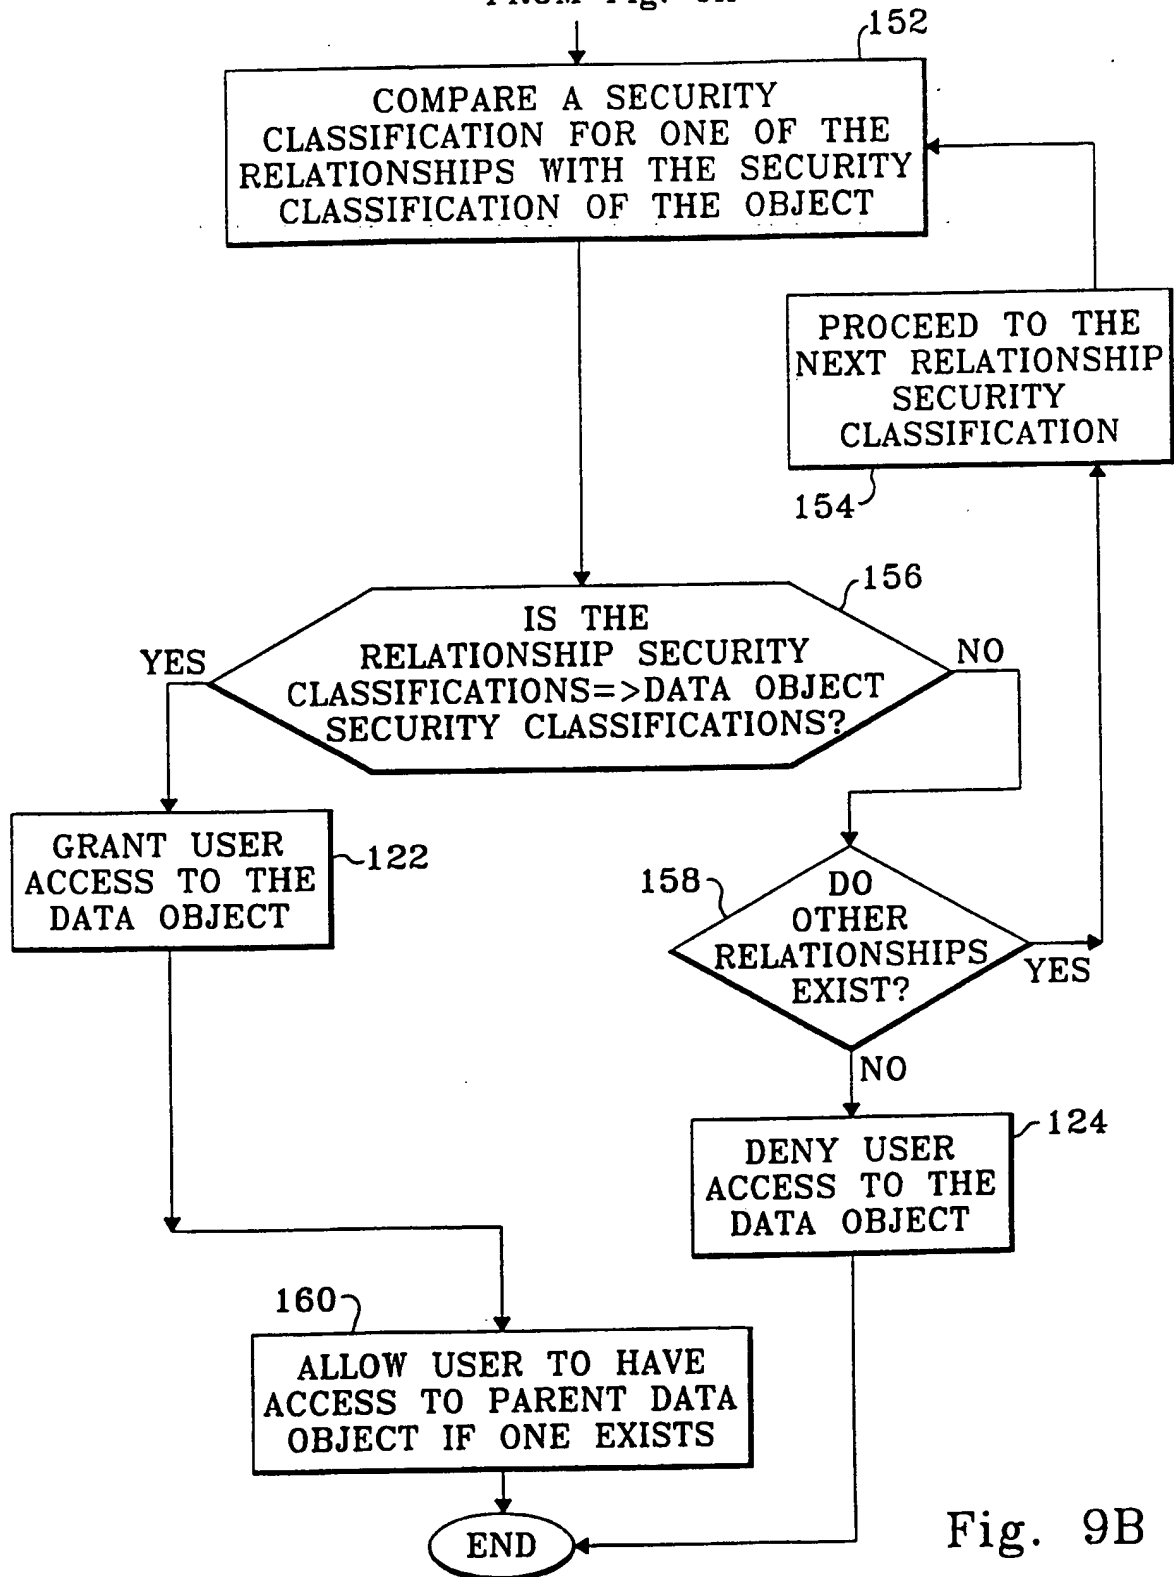 152
COMPARE A SECURITY
CLASSIFICATION FOR ONE OF THE
RELATIONSHIPS WITH THE SECURITY
CLASSIFICATION OF THE OBJECT
PROCEED TO THE
NEXT RELATIONSHIP
SECURITY
CLASSIFICATION
154
156
IS THE
RELATIONSHIP SECURITY
CLASSIFICATIONS=>DATA OBJECT
SECURITY CLASSIFICATIONS?
YES
NO
GRANT USER
ACCESS TO THE
DATA OBJECT
122
158
DO
OTHER
RELATIONSHIPS
EXIST?
YES
NO
DENY USER
ACCESS TO THE
DATA OBJECT
124
160
ALLOW USER TO HAVE
ACCESS TO PARENT DATA
OBJECT IF ONE EXISTS
END
Fig. 9B